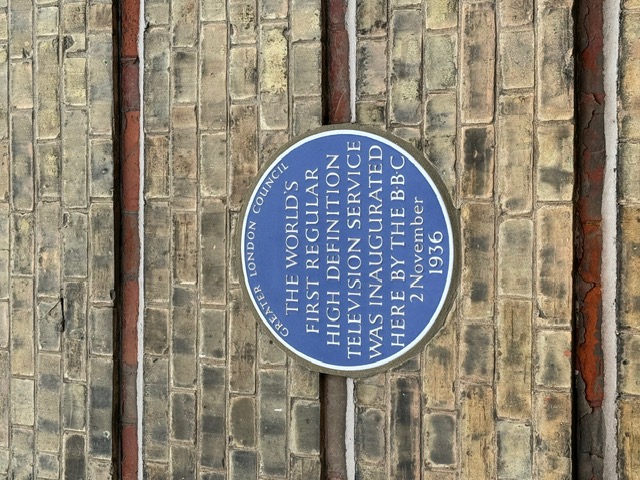 GREATER LONDON COUNCIL
THE WORLD'S
FIRST REGULAR
HIGH DEFINITION
TELEVISION SERVICE
WAS INAUGURATED
HERE BY THE B·B·C
2 November
1936